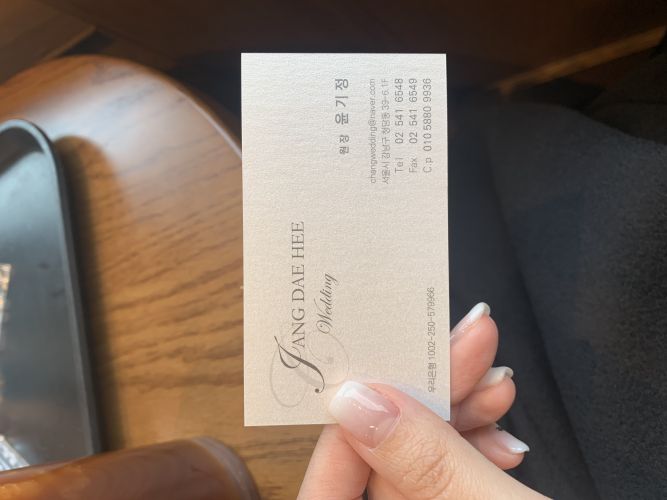 JANG DAE HEE
Wedding
원장 윤기정
changwedding@naver.com
서울시 강남구 청담동 39-6.1F
Tel 02 541 6548
Fax 02 541 6549
C.p 010 5880 9936
우리은행 1002-250-579966